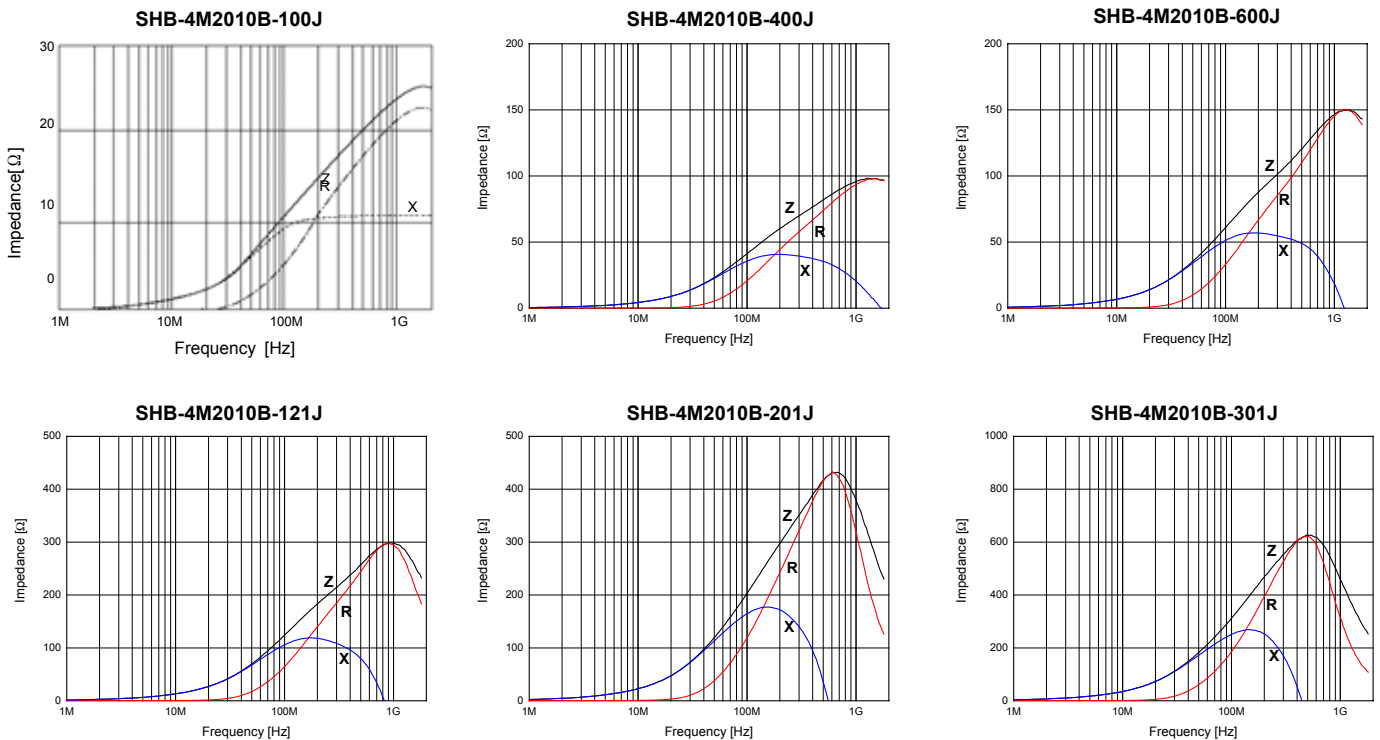 SHB-4M2010B-100J
Impedance[Ω]
30
20
10
0
Z
R
X
1M 10M 100M 1G
Frequency [Hz]
SHB-4M2010B-400J
Impedance [Ω]
200
150
100
50
0
Z
R
X
1M 10M 100M 1G
Frequency [Hz]
SHB-4M2010B-600J
Impedance [Ω]
200
150
100
50
0
Z
R
X
1M 10M 100M 1G
Frequency [Hz]
SHB-4M2010B-121J
Impedance [Ω]
500
400
300
200
100
0
Z
R
X
1M 10M 100M 1G
Frequency [Hz]
SHB-4M2010B-201J
Impedance [Ω]
500
400
300
200
100
0
Z
R
X
1M 10M 100M 1G
Frequency [Hz]
SHB-4M2010B-301J
Impedance [Ω]
1000
800
600
400
200
0
Z
R
X
1M 10M 100M 1G
Frequency [Hz]